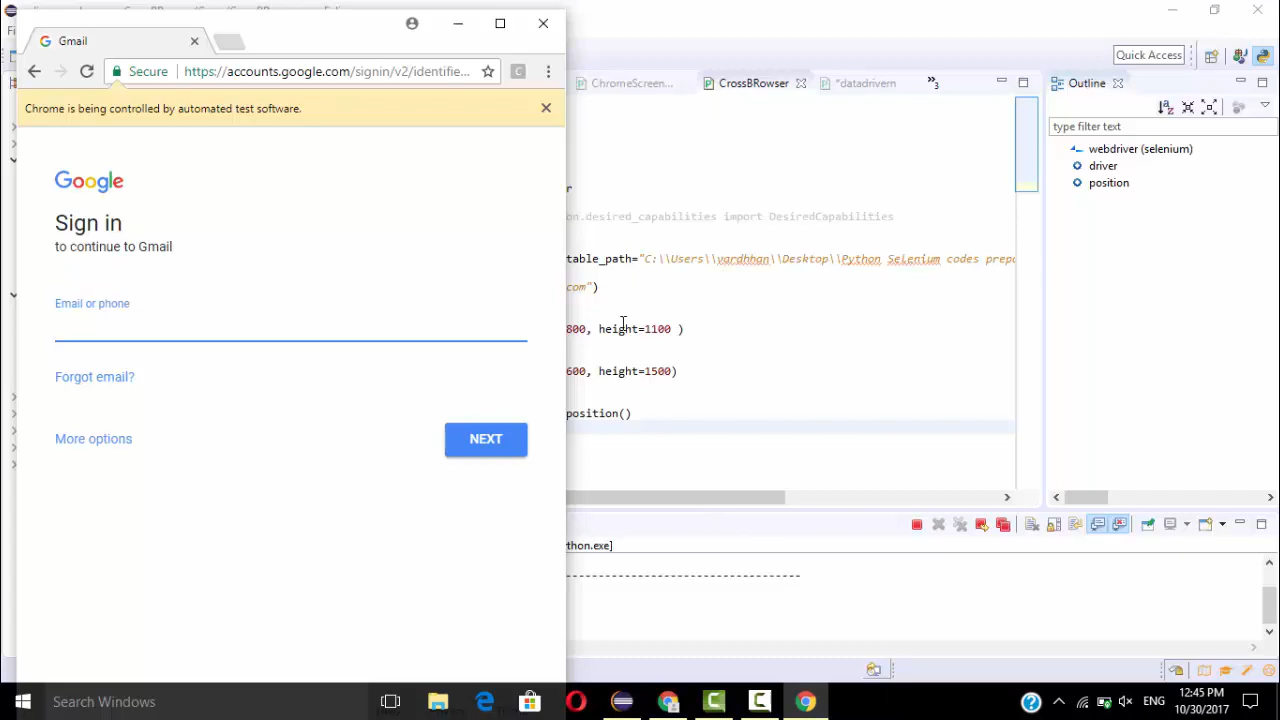 Gmail
Secure
https://accounts.google.com/signin/v2/identifie...
C
Chrome is being controlled by automated test software.
Google
Sign in
to continue to Gmail
Email or phone
Forgot email?
More options
NEXT
Quick Access
ChromeScreen...
CrossBRowser
*datadrivern
»3
Outline
type filter text
webdriver (selenium)
driver
position
r
on.desired_capabilities import DesiredCapabilities
table_path="C:\\Users\\vardhhan\\Desktop\\Python Selenium codes prepu
com")
800, height=1100 )
600, height=1500)
position()
thon.exe]
------------------------------------
Search Windows
ENG
12:45 PM
10/30/2017